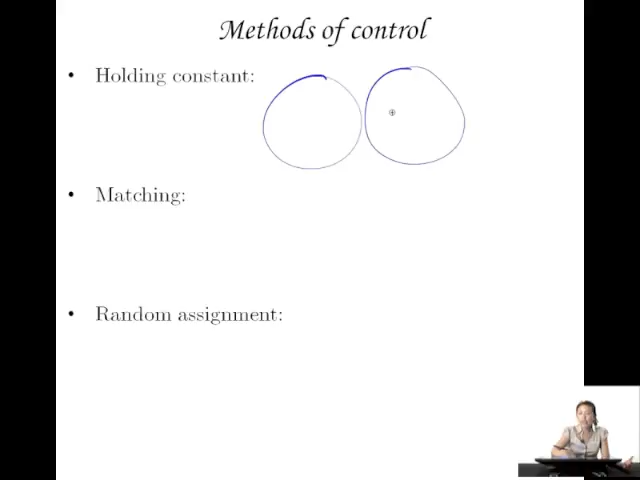 Methods of control
• Holding constant:
• Matching:
• Random assignment: